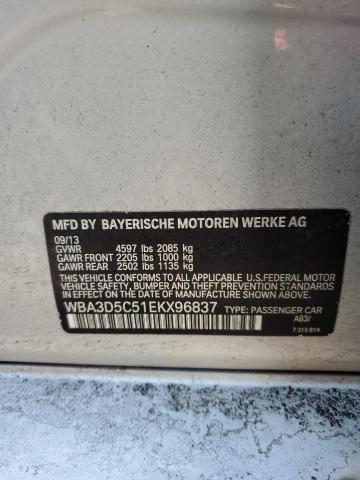 MFD BY BAYERISCHE MOTOREN WERKE AG
09/13
GVWR 4597 lbs 2085 kg
GAWR FRONT 2205 lbs 1000 kg
GAWR REAR 2502 lbs 1135 kg
THIS VEHICLE CONFORMS TO ALL APPLICABLE U.S.FEDERAL MOTOR
VEHICLE SAFETY, BUMPER, AND THEFT PREVENTION STANDARDS
IN EFFECT ON THE DATE OF MANUFACTURE SHOWN ABOVE.
WBA3D5C51EKX96837 TYPE: PASSENGER CAR
A83/
7 315 814